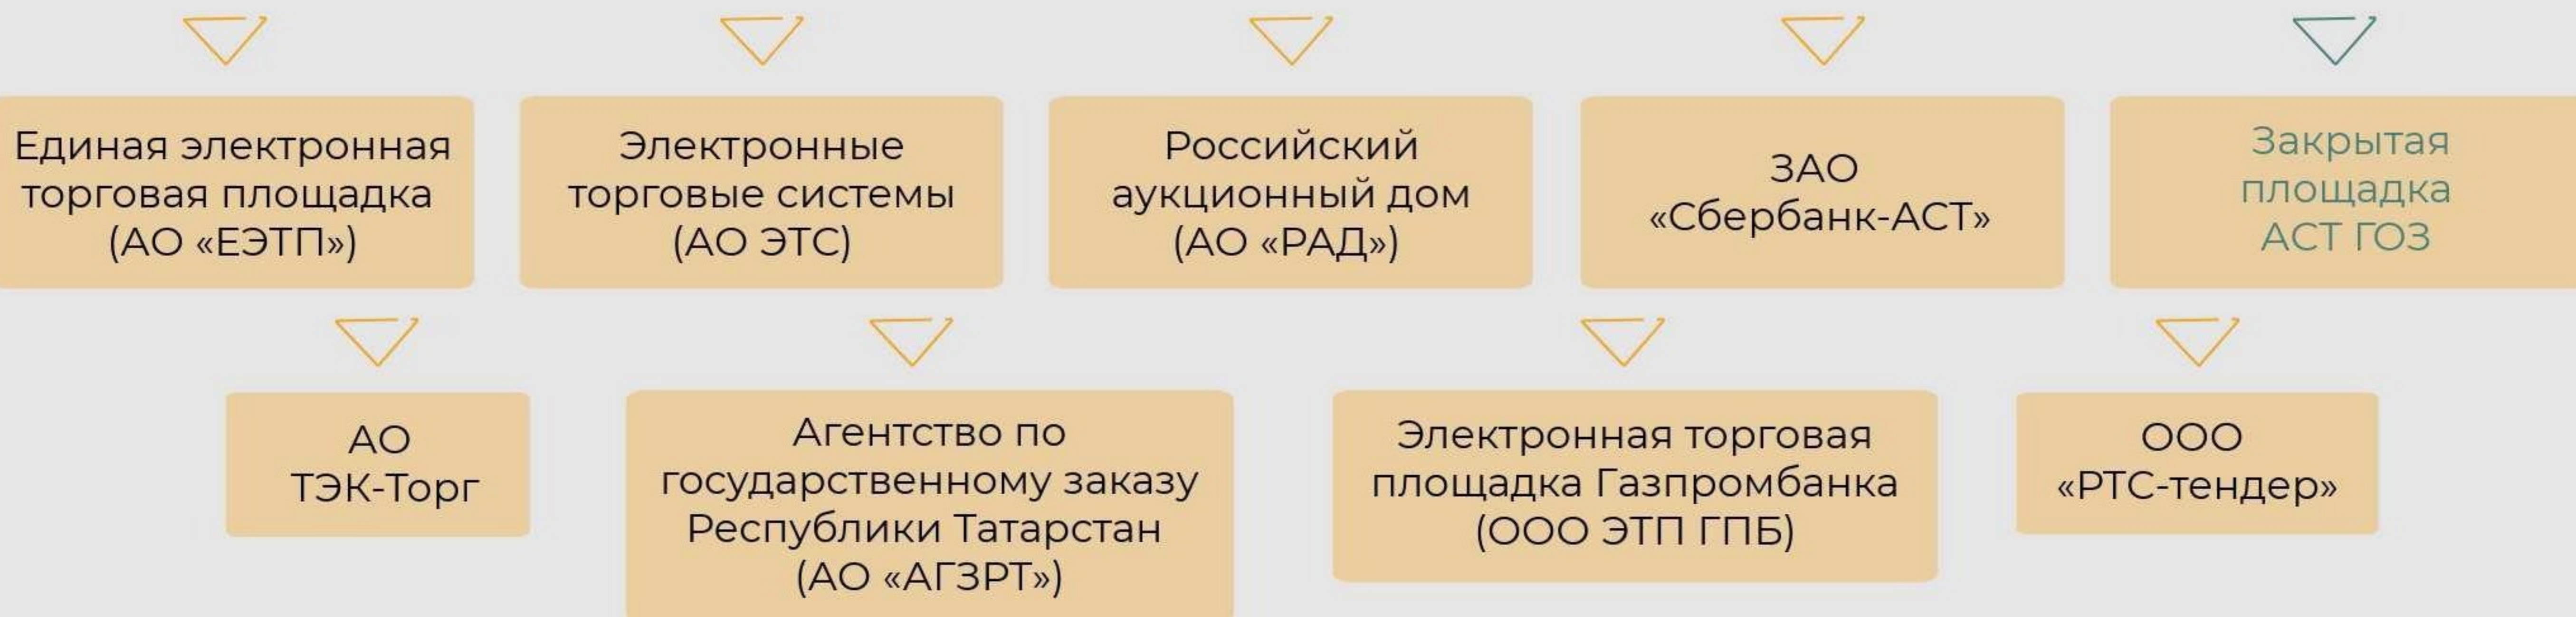 Единая электронная
торговая площадка
(АО «ЕЭТП»)
Электронные
торговые системы
(АО ЭТС)
Российский
аукционный дом
(АО «РАД»)
ЗАО
«Сбербанк-АСТ»
Закрытая
площадка
АСТ ГОЗ
АО
ТЭК-Торг
Агентство по
государственному заказу
Республики Татарстан
(АО «АГЗРТ»)
Электронная торговая
площадка Газпромбанка
(ООО ЭТП ГПБ)
ООО
«РТС-тендер»